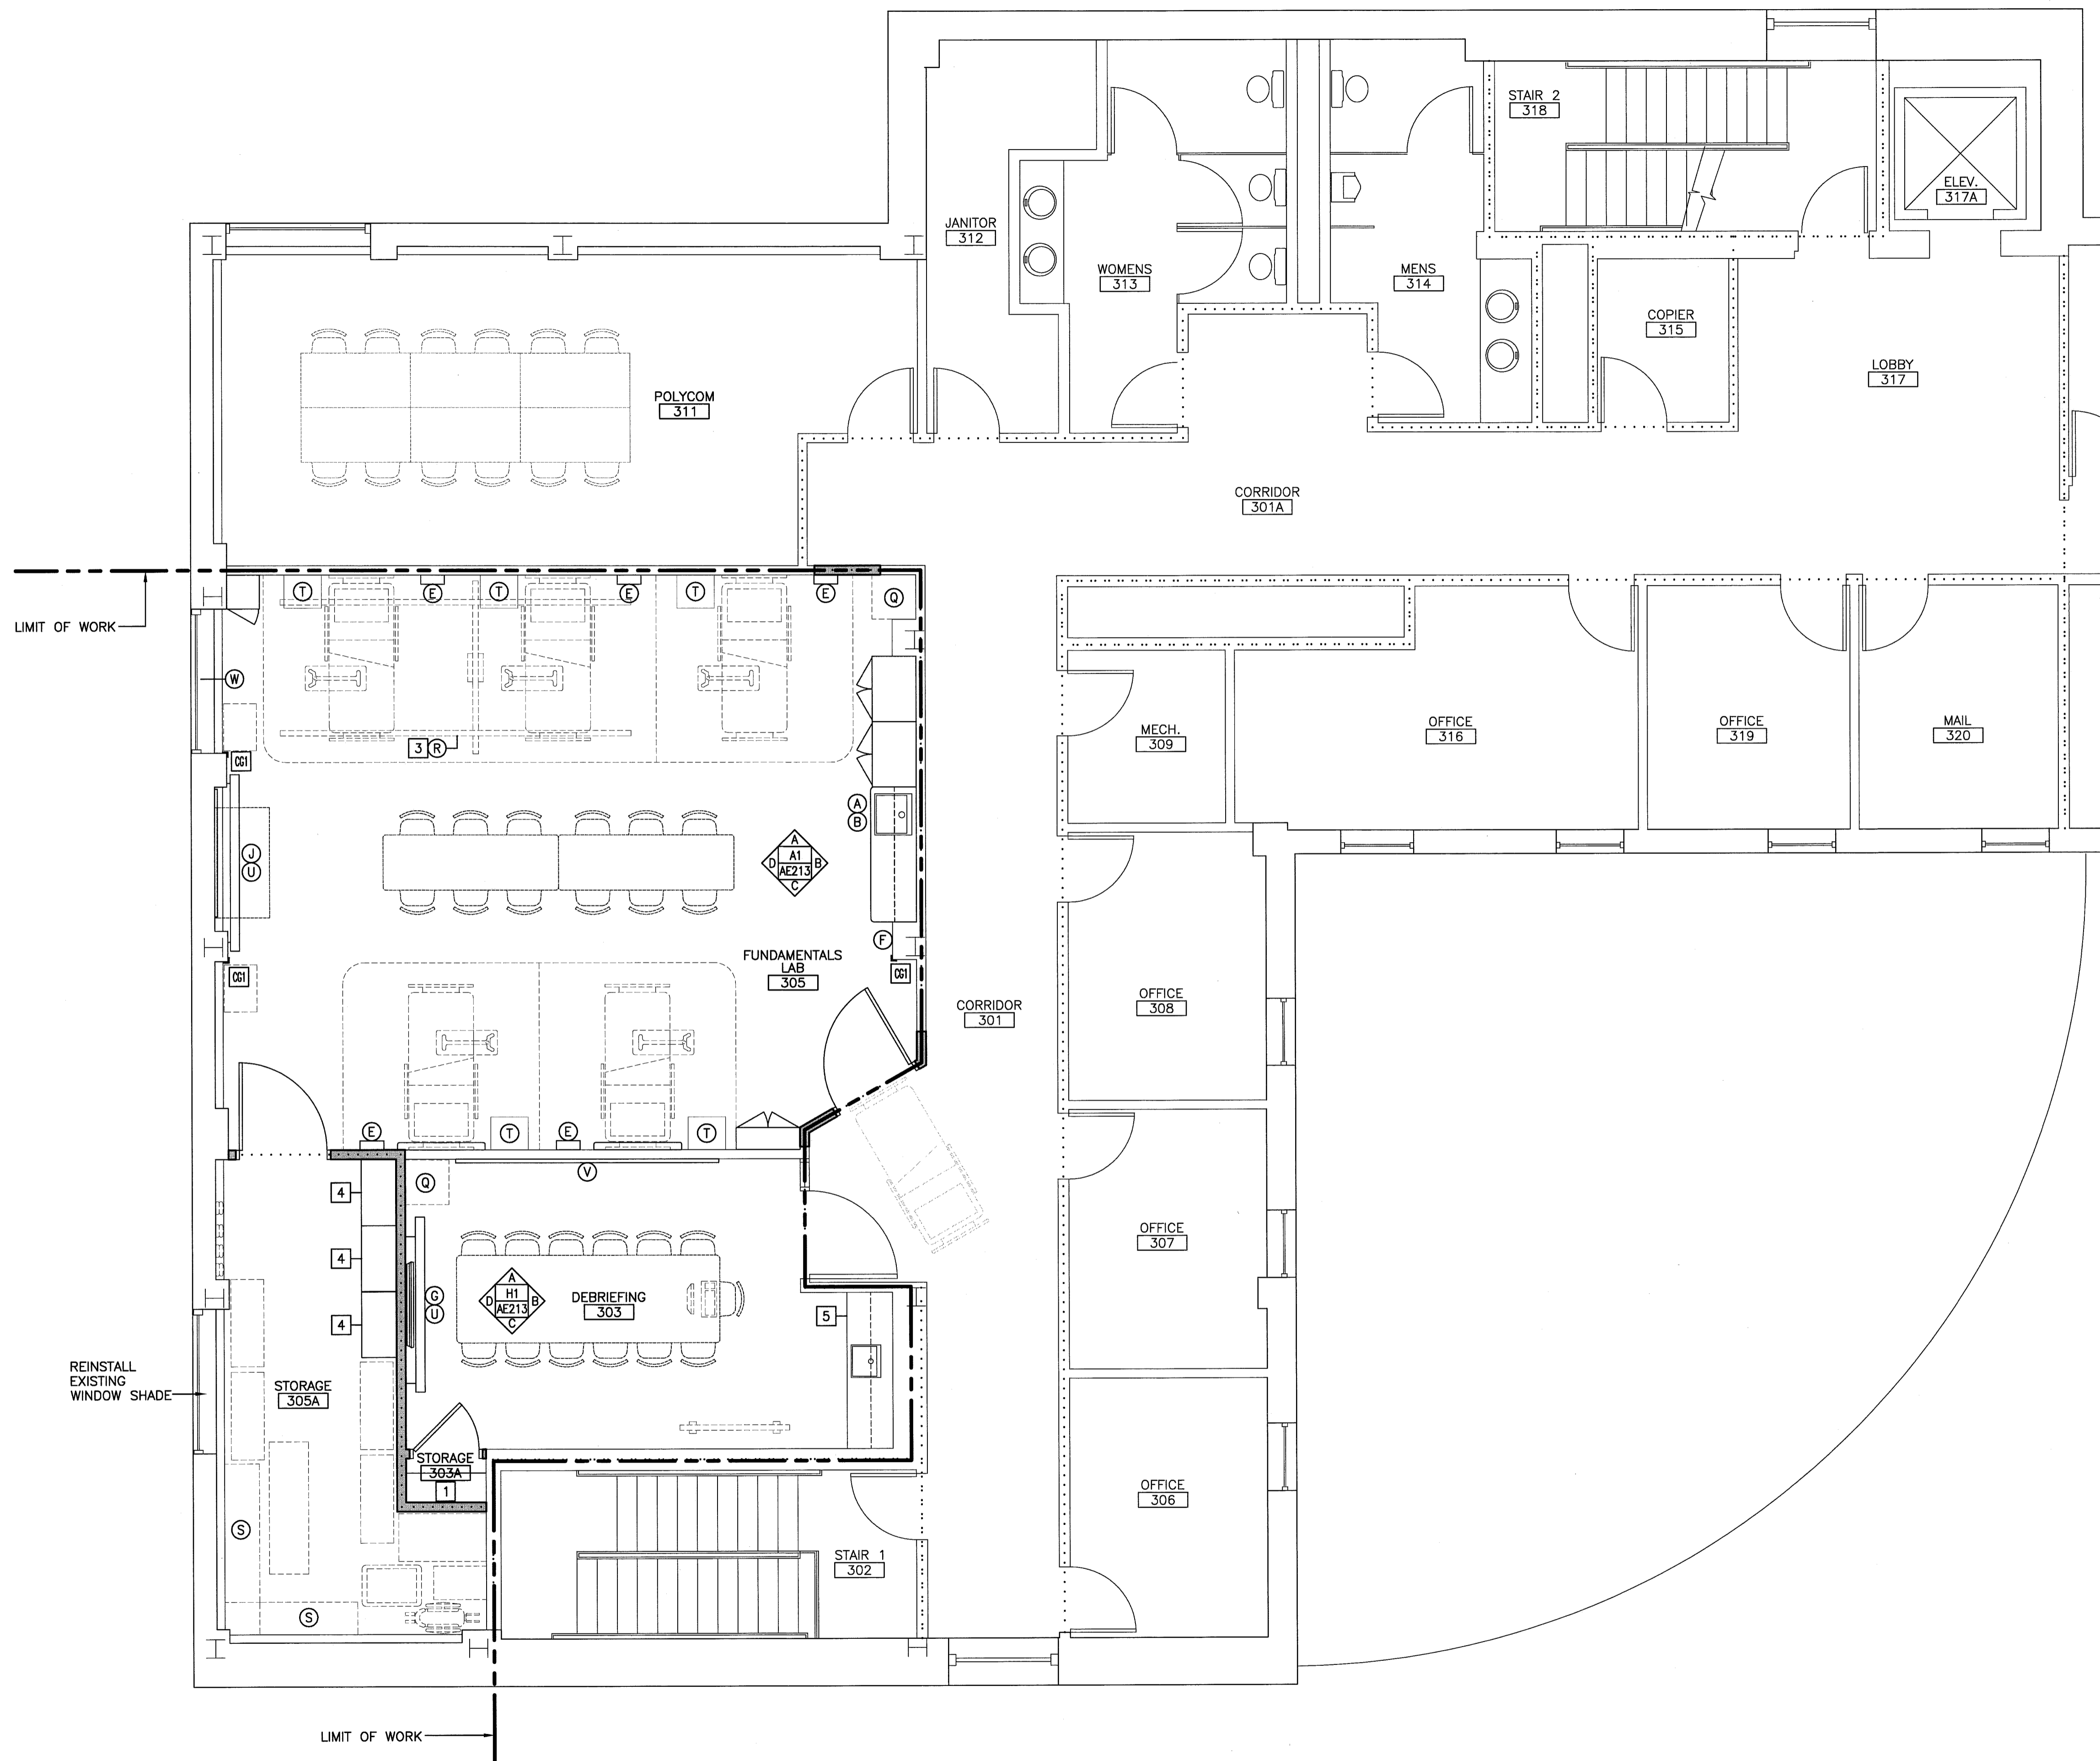 STAIR 2
318
ELEV.
317A
JANITOR
312
WOMENS
313
MENS
314
COPIER
315
LOBBY
317
POLYCOM
311
CORRIDOR
301A
LIMIT OF WORK
T
E
T
E
T
E
Q
W
3 R
CG1
MECH.
309
OFFICE
316
OFFICE
319
MAIL
320
A
B
J
U
A
D A1 B
AE213
C
F
CG1
CG1
FUNDAMENTALS
LAB
305
CORRIDOR
301
OFFICE
308
E
T
E
T
V
Q
4
4
4
G
U
A
D H1 B
AE213
C
DEBRIEFING
303
5
OFFICE
307
REINSTALL
EXISTING
WINDOW SHADE
STORAGE
305A
STORAGE
303A
1
OFFICE
306
S
S
STAIR 1
302
LIMIT OF WORK